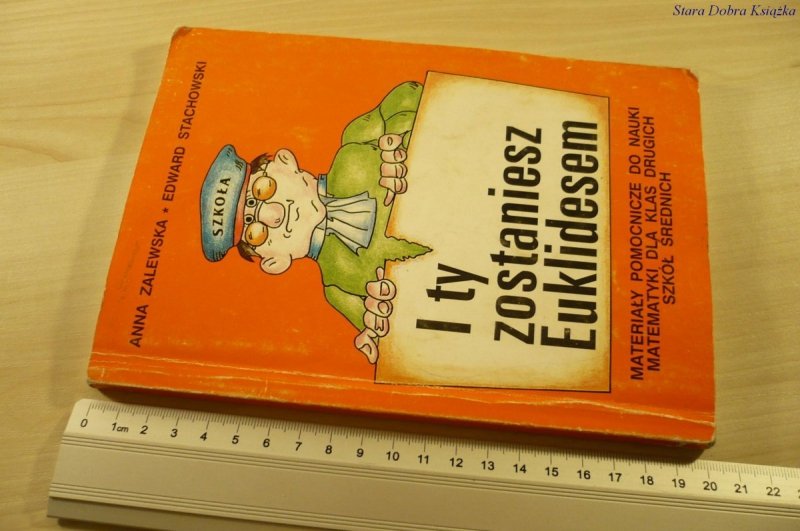 Stara Dobra Książka
ANNA ZALEWSKA * EDWARD STACHOWSKI
SZKOŁA
I ty
zostaniesz
Euklidesem
MATERIAŁY POMOCNICZE DO NAUKI
MATEMATYKI DLA KLAS DRUGICH
SZKÓŁ ŚREDNICH
0 1cm 2 3 4 5 6 7 8 9 10 11 12 13 14 15 16 17 18 19 20 21 22